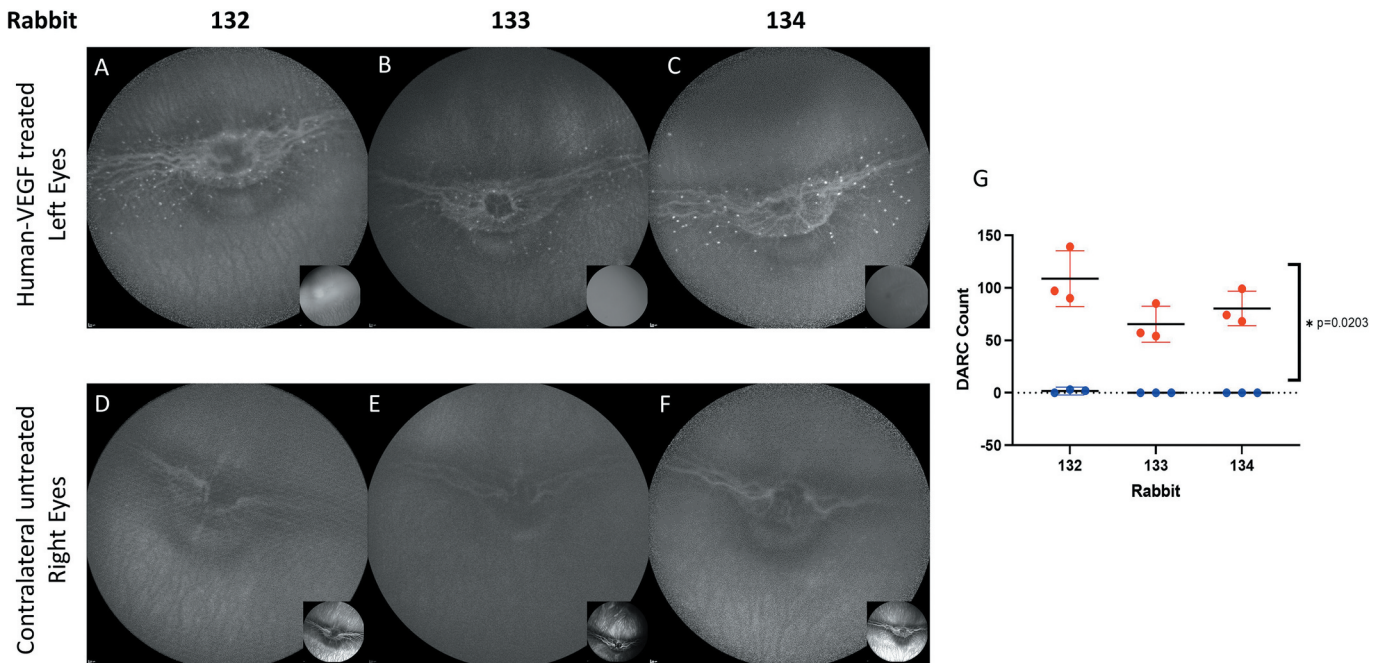 Rabbit 132 133 134
Human-VEGF treated
Left Eyes
A
B
C
Contralateral untreated
Right Eyes
D
E
F
G
DARC Count
150
100
50
0
-50
* p=0.0203
132 133 134
Rabbit